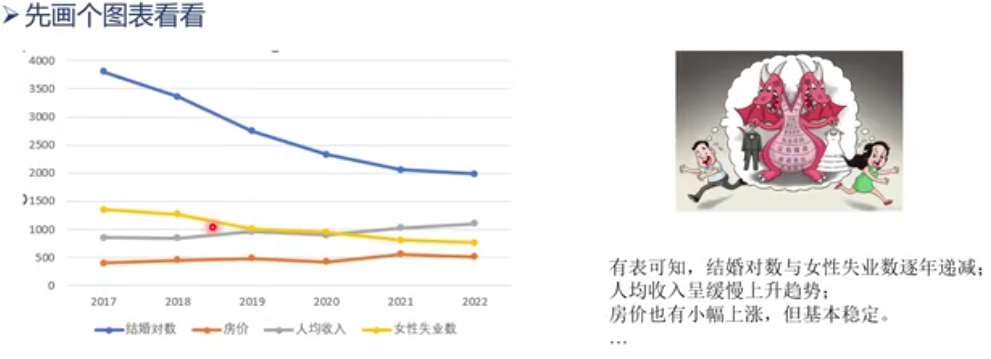 先画个图表看看
4000
3500
3000
2500
2000
1500
1000
500
0
2017 2018 2019 2020 2021 2022
结婚对数 房价 人均收入 女性失业数
有表可知，结婚对数与女性失业数逐年递减；
人均收入呈缓慢上升趋势；
房价也有小幅上涨，但基本稳定。
…